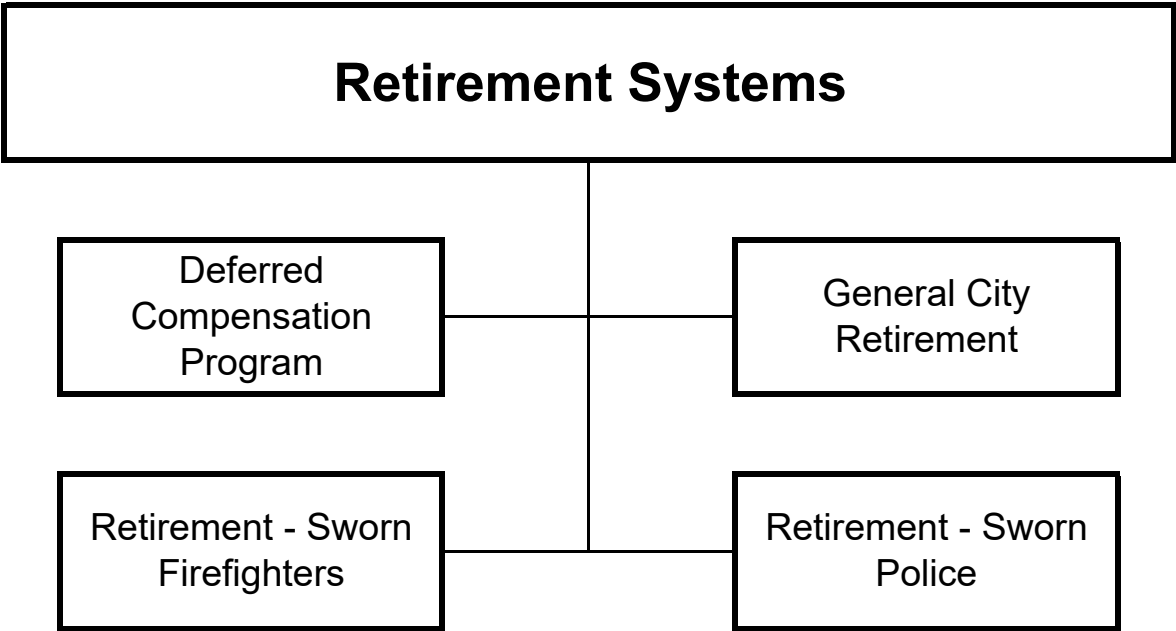 Retirement Systems
Deferred
Compensation
Program
General City
Retirement
Retirement - Sworn
Firefighters
Retirement - Sworn
Police